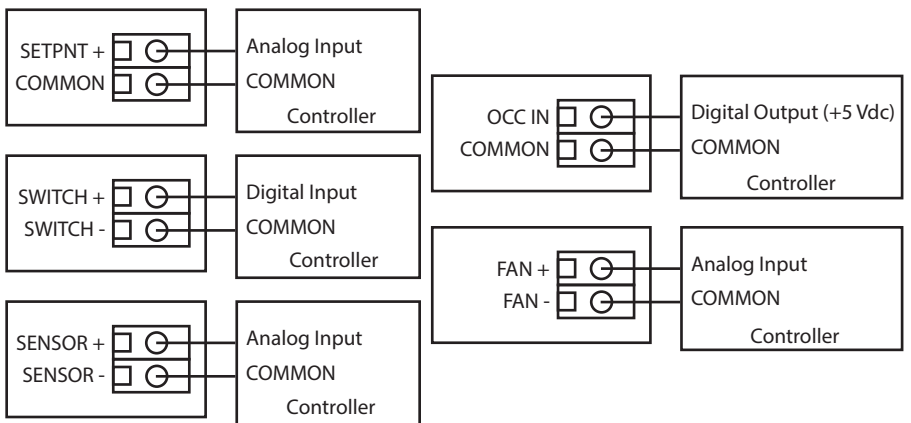 SETPNT +
COMMON
Analog Input
COMMON
Controller
SWITCH +
SWITCH -
Digital Input
COMMON
Controller
SENSOR +
SENSOR -
Analog Input
COMMON
Controller
OCC IN
COMMON
Digital Output (+5 Vdc)
COMMON
Controller
FAN +
FAN -
Analog Input
COMMON
Controller